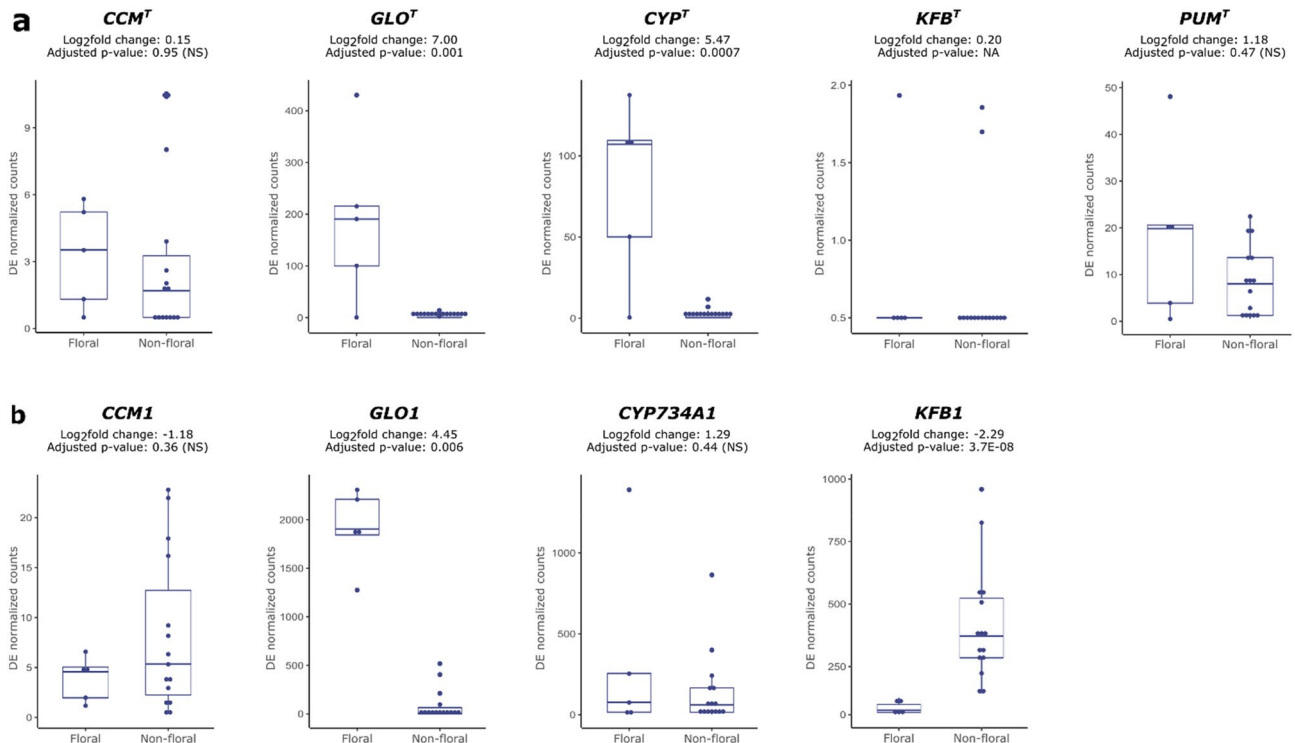 a
CCMᵀ
Log₂fold change: 0.15
Adjusted p-value: 0.95 (NS)
DE normalized counts
9
6
3
0
Floral
Non-floral
GLOᵀ
Log₂fold change: 7.00
Adjusted p-value: 0.001
DE normalized counts
400
300
200
100
0
Floral
Non-floral
CYPᵀ
Log₂fold change: 5.47
Adjusted p-value: 0.0007
DE normalized counts
100
50
0
Floral
Non-floral
KFBᵀ
Log₂fold change: 0.20
Adjusted p-value: NA
DE normalized counts
2.0
1.5
1.0
0.5
Floral
Non-floral
PUMᵀ
Log₂fold change: 1.18
Adjusted p-value: 0.47 (NS)
DE normalized counts
50
40
30
20
10
0
Floral
Non-floral
b
CCM1
Log₂fold change: -1.18
Adjusted p-value: 0.36 (NS)
DE normalized counts
20
15
10
5
0
Floral
Non-floral
GLO1
Log₂fold change: 4.45
Adjusted p-value: 0.006
DE normalized counts
2000
1500
1000
500
0
Floral
Non-floral
CYP734A1
Log₂fold change: 1.29
Adjusted p-value: 0.44 (NS)
DE normalized counts
1000
500
0
Floral
Non-floral
KFB1
Log₂fold change: -2.29
Adjusted p-value: 3.7E-08
DE normalized counts
1000
750
500
250
0
Floral
Non-floral